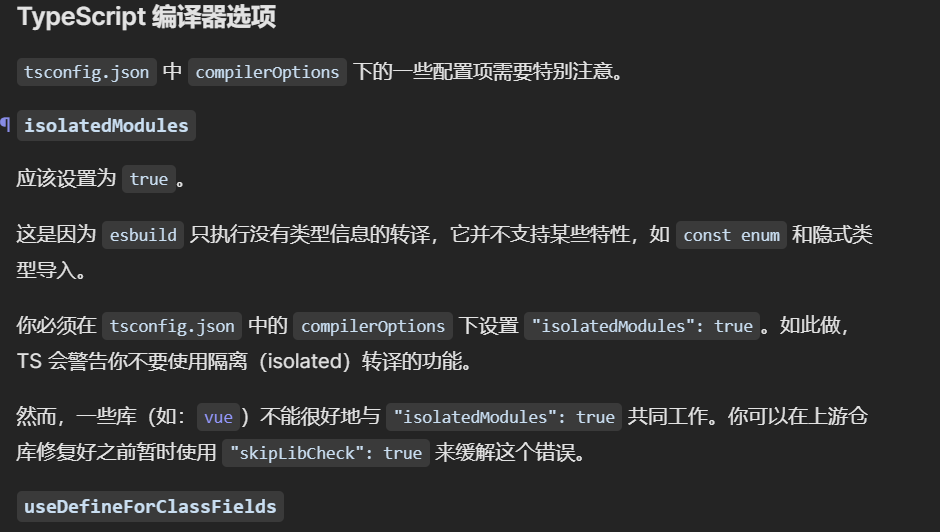 TypeScript 编译器选项
tsconfig.json 中 compilerOptions 下的一些配置项需要特别注意。
¶ isolatedModules
应该设置为 true 。
这是因为 esbuild 只执行没有类型信息的转译，它并不支持某些特性，如 const enum 和隐式类
型导入。
你必须在 tsconfig.json 中的 compilerOptions 下设置 "isolatedModules": true 。如此做，
TS 会警告你不要使用隔离（isolated）转译的功能。
然而，一些库（如： vue ）不能很好地与 "isolatedModules": true 共同工作。你可以在上游仓
库修复好之前暂时使用 "skipLibCheck": true 来缓解这个错误。
useDefineForClassFields